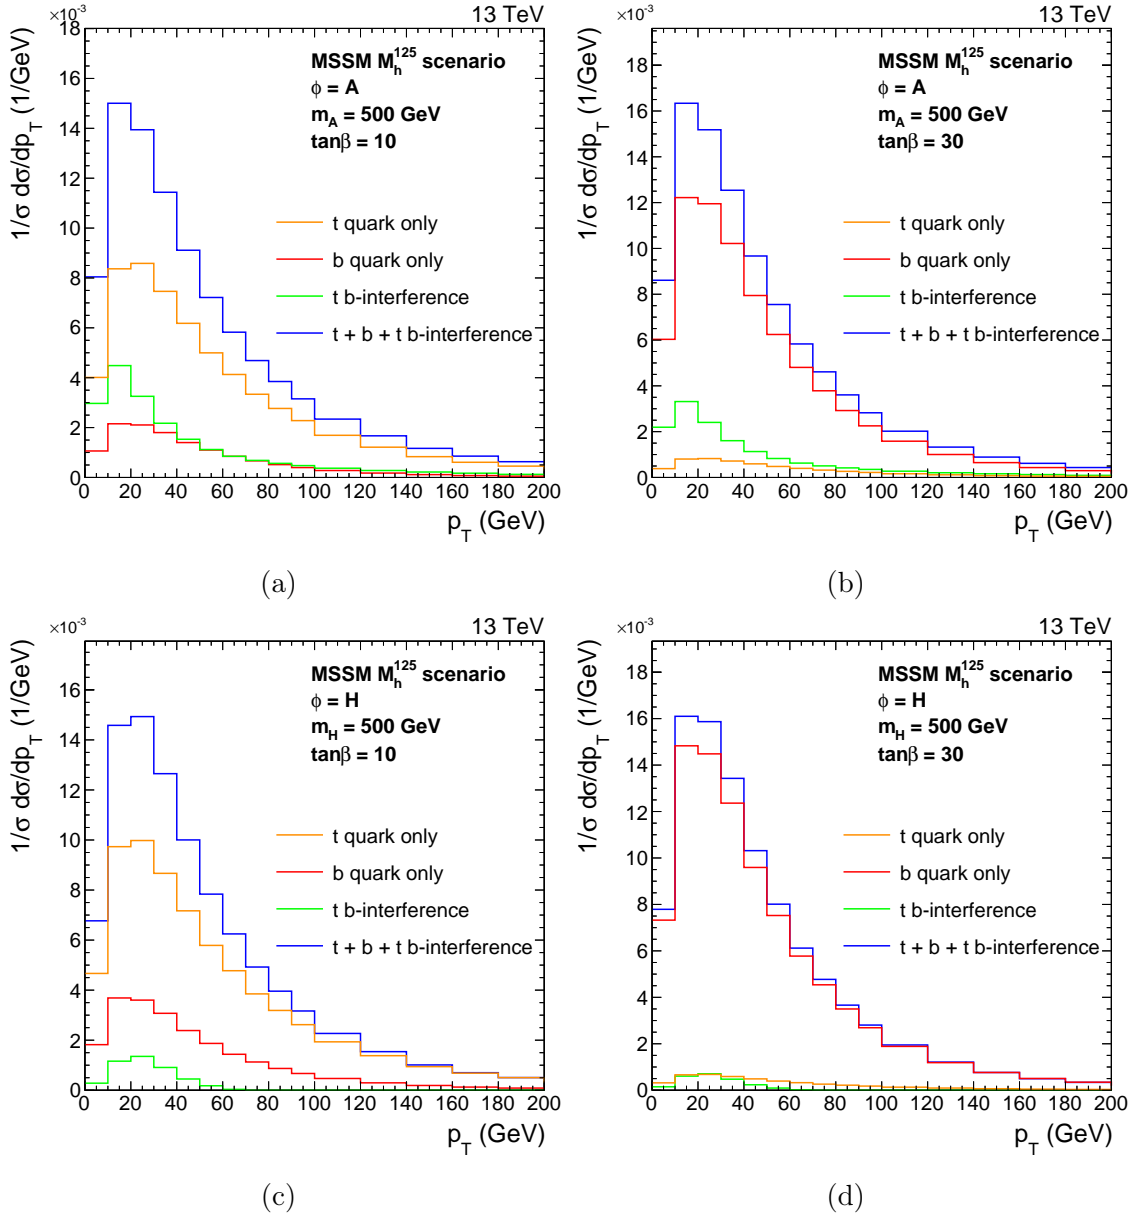 ×10⁻³
13 TeV
1/σ dσ/dp_T (1/GeV)
18
16
14
12
10
8
6
4
2
0
MSSM M_h^125 scenario
ϕ = A
m_A = 500 GeV
tanβ = 10
t quark only
b quark only
t b-interference
t + b + t b-interference
0 20 40 60 80 100 120 140 160 180 200
p_T (GeV)
(a)
×10⁻³
13 TeV
1/σ dσ/dp_T (1/GeV)
18
16
14
12
10
8
6
4
2
0
MSSM M_h^125 scenario
ϕ = A
m_A = 500 GeV
tanβ = 30
t quark only
b quark only
t b-interference
t + b + t b-interference
0 20 40 60 80 100 120 140 160 180 200
p_T (GeV)
(b)
×10⁻³
13 TeV
1/σ dσ/dp_T (1/GeV)
16
14
12
10
8
6
4
2
0
MSSM M_h^125 scenario
ϕ = H
m_H = 500 GeV
tanβ = 10
t quark only
b quark only
t b-interference
t + b + t b-interference
0 20 40 60 80 100 120 140 160 180 200
p_T (GeV)
(c)
×10⁻³
13 TeV
1/σ dσ/dp_T (1/GeV)
18
16
14
12
10
8
6
4
2
0
MSSM M_h^125 scenario
ϕ = H
m_H = 500 GeV
tanβ = 30
t quark only
b quark only
t b-interference
t + b + t b-interference
0 20 40 60 80 100 120 140 160 180 200
p_T (GeV)
(d)